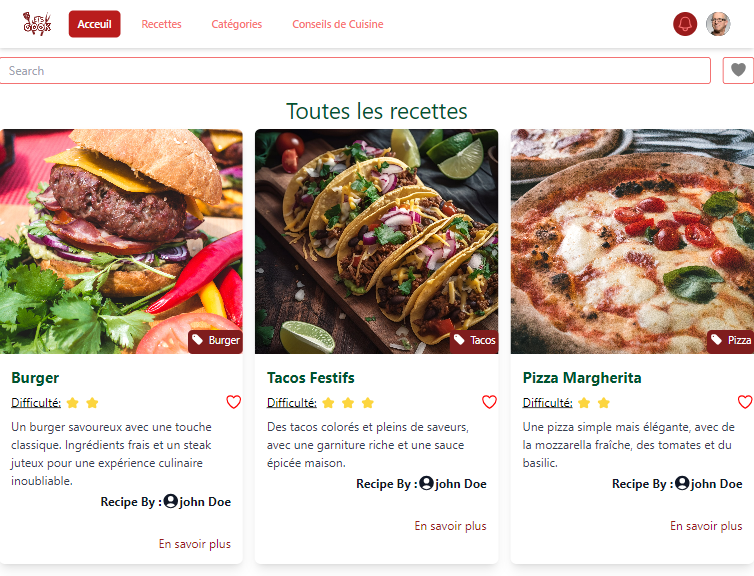 LETS
COOK
Acceuil
Recettes
Catégories
Conseils de Cuisine
Search
Toutes les recettes
Burger
Tacos
Pizza
Burger
Difficulté:
Un burger savoureux avec une touche
classique. Ingrédients frais et un steak
juteux pour une expérience culinaire
inoubliable.
Recipe By : john Doe
En savoir plus
Tacos Festifs
Difficulté:
Des tacos colorés et pleins de saveurs,
avec une garniture riche et une sauce
épicée maison.
Recipe By : john Doe
En savoir plus
Pizza Margherita
Difficulté:
Une pizza simple mais élégante, avec de
la mozzarella fraîche, des tomates et du
basilic.
Recipe By : john Doe
En savoir plus